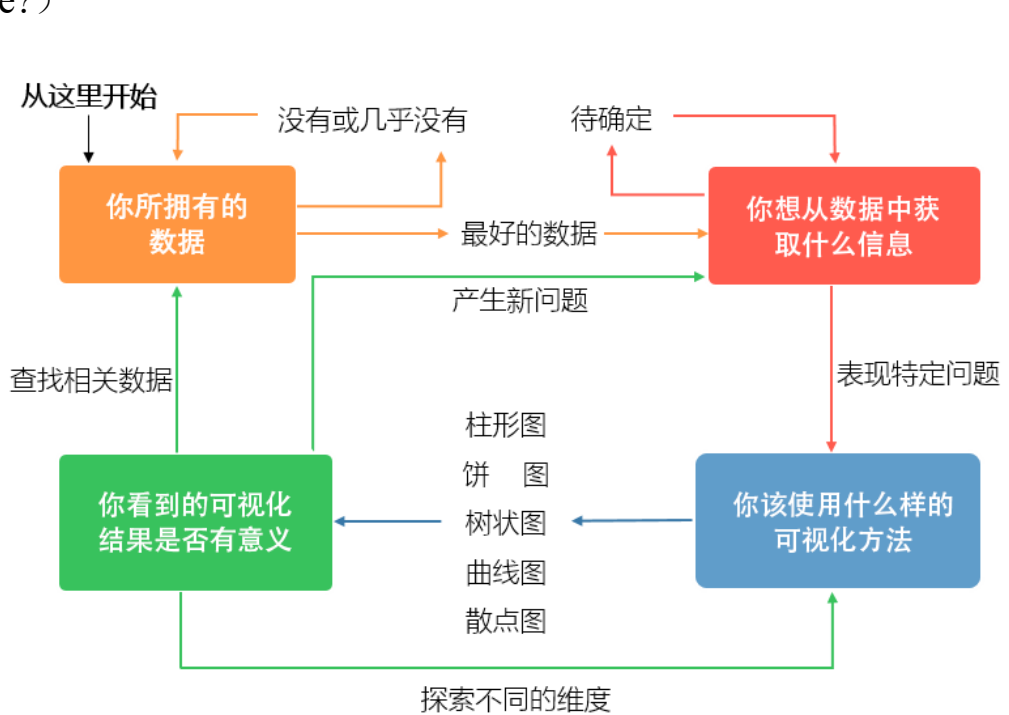 e?）
从这里开始
没有或几乎没有
待确定
你所拥有的
数据
最好的数据
你想从数据中获
取什么信息
产生新问题
查找相关数据
表现特定问题
柱形图
饼 图
树状图
曲线图
散点图
你看到的可视化
结果是否有意义
你该使用什么样的
可视化方法
探索不同的维度